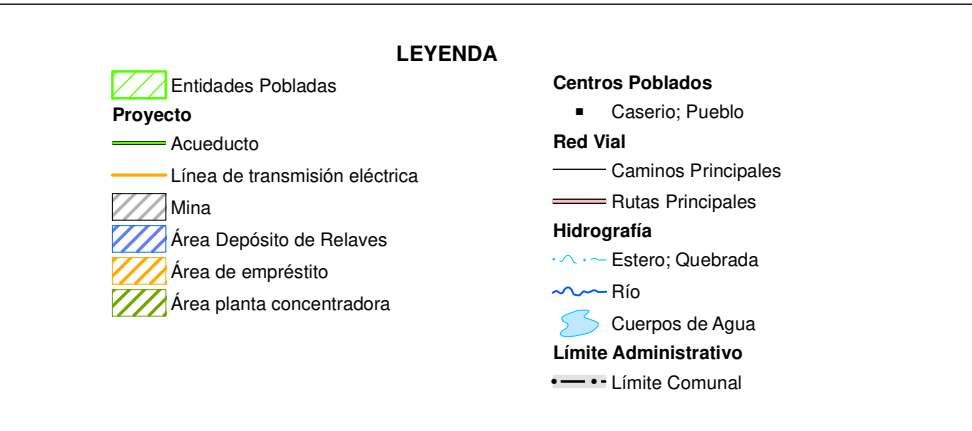 LEYENDA
Entidades Pobladas
Proyecto
Acueducto
Línea de transmisión eléctrica
Mina
Área Depósito de Relaves
Área de empréstito
Área planta concentradora
Centros Poblados
Caserio; Pueblo
Red Vial
Caminos Principales
Rutas Principales
Hidrografía
Estero; Quebrada
Río
Cuerpos de Agua
Límite Administrativo
Límite Comunal